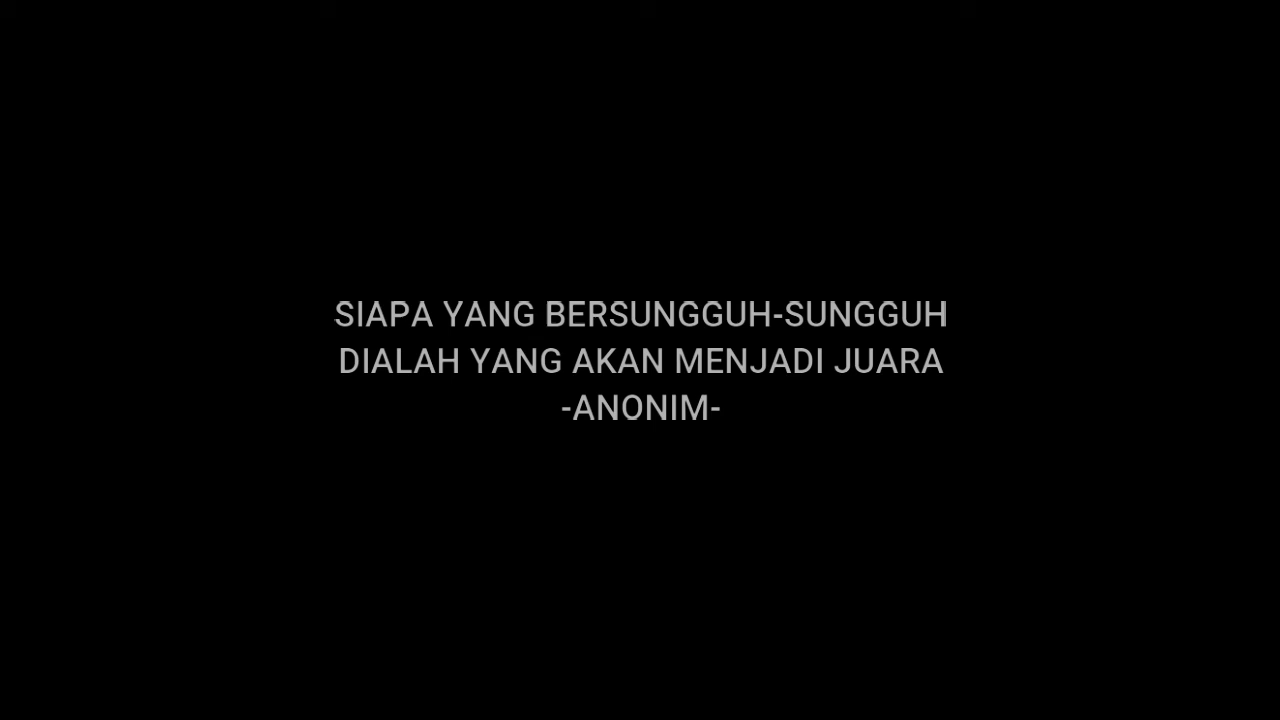 SIAPA YANG BERSUNGGUH-SUNGGUH
DIALAH YANG AKAN MENJADI JUARA
-ANONIM-